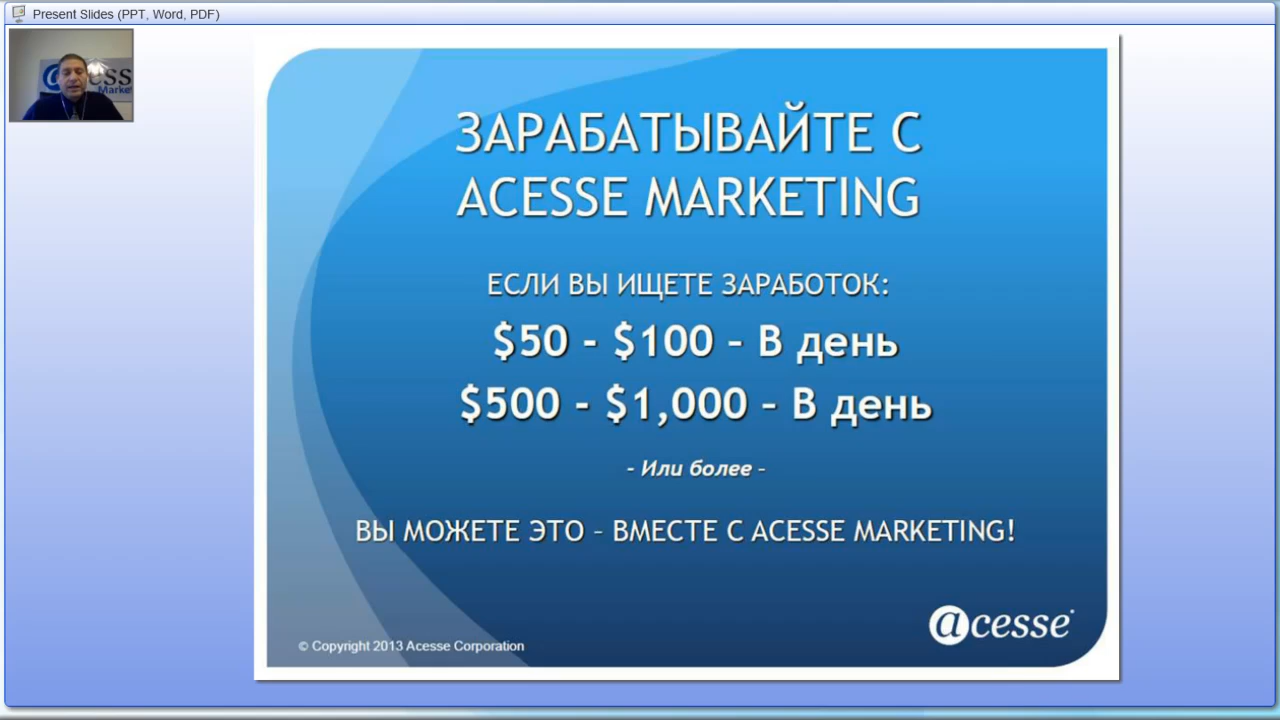 Present Slides (PPT, Word, PDF)
ЗАРАБАТЫВАЙТЕ С
ACESSE MARKETING
ЕСЛИ ВЫ ИЩЕТЕ ЗАРАБОТОК:
$50 - $100 – В день
$500 - $1,000 – В день
- Или более –
ВЫ МОЖЕТЕ ЭТО – ВМЕСТЕ С ACESSE MARKETING!
acesse
© Copyright 2013 Acesse Corporation